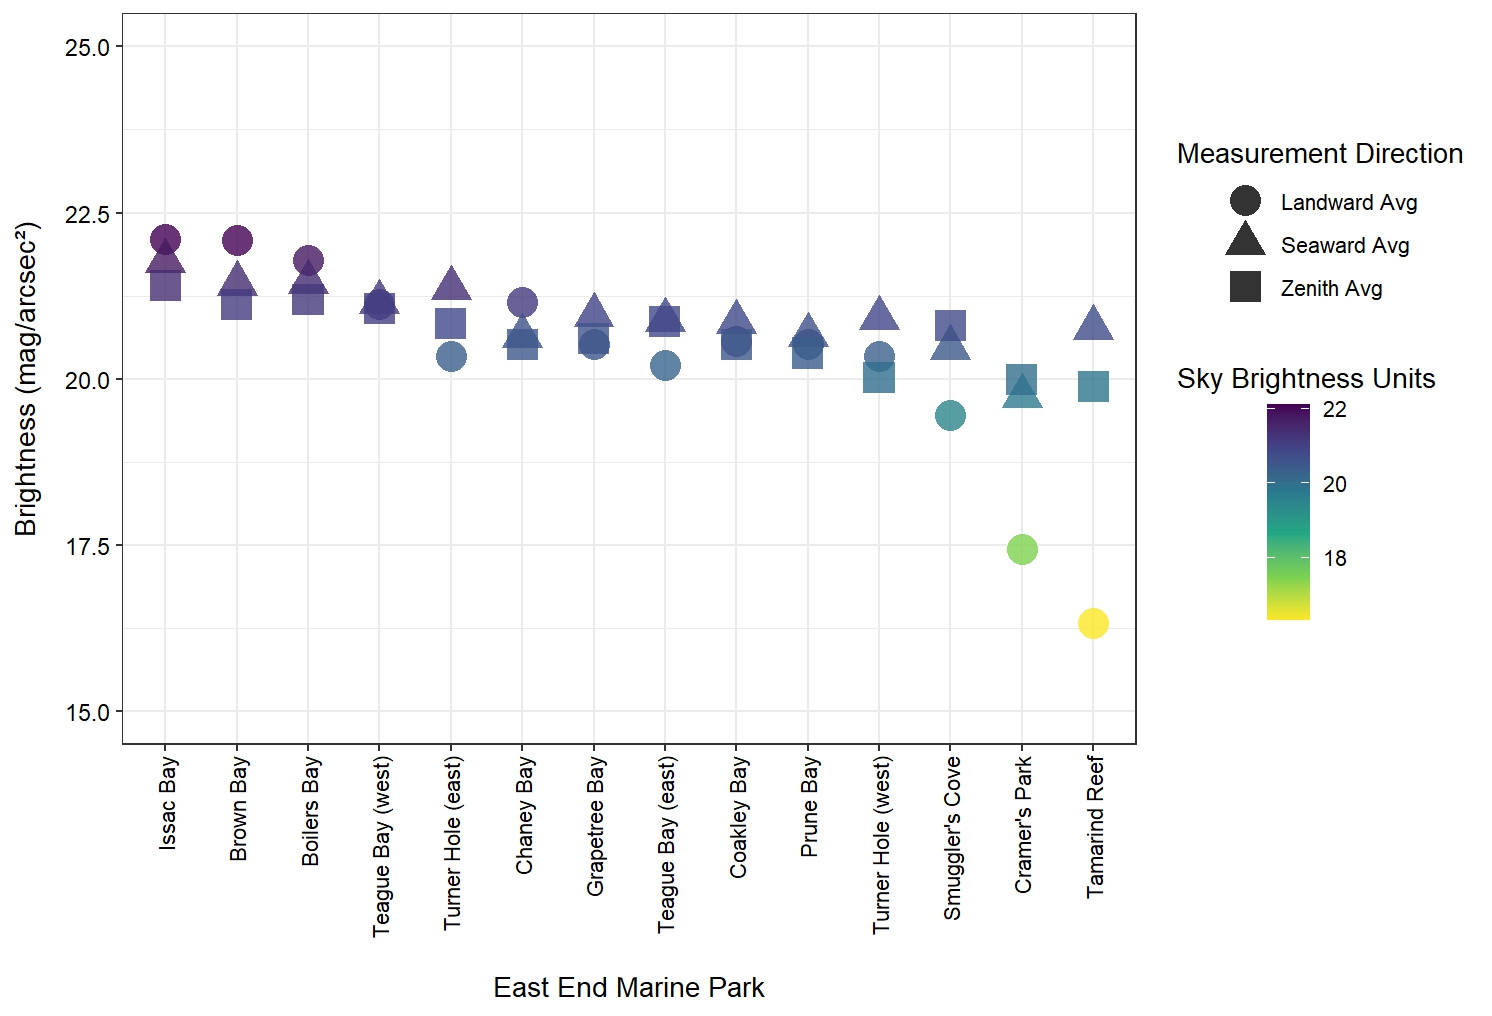 25.0
22.5
20.0
17.5
15.0
Brightness (mag/arcsec²)
Issac Bay
Brown Bay
Boilers Bay
Teague Bay (west)
Turner Hole (east)
Chaney Bay
Grapetree Bay
Teague Bay (east)
Coakley Bay
Prune Bay
Turner Hole (west)
Smuggler's Cove
Cramer's Park
Tamarind Reef
East End Marine Park
Measurement Direction
Landward Avg
Seaward Avg
Zenith Avg
Sky Brightness Units
22
20
18